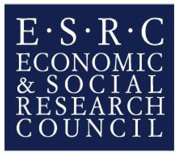 E·S·R·C
ECONOMIC
& SOCIAL
RESEARCH
COUNCIL